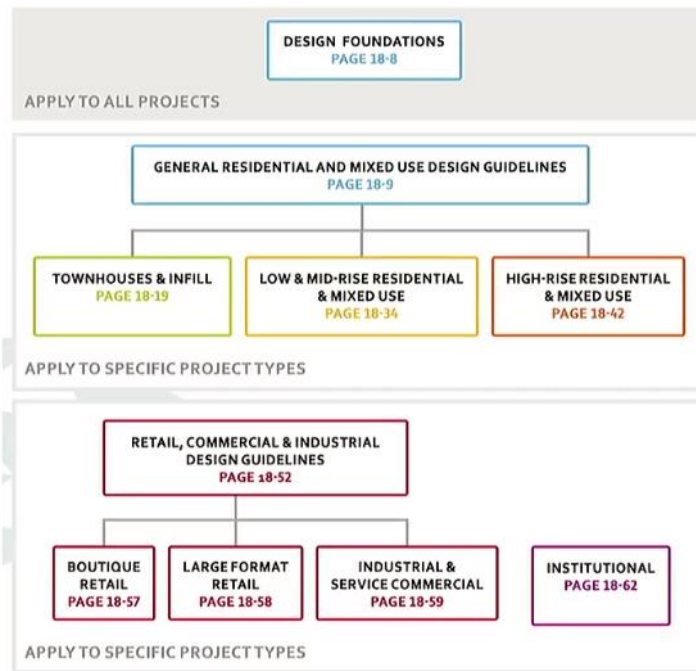 DESIGN FOUNDATIONS
PAGE 18-8
APPLY TO ALL PROJECTS
GENERAL RESIDENTIAL AND MIXED USE DESIGN GUIDELINES
PAGE 18-9
TOWNHOUSES & INFILL
PAGE 18-19
LOW & MID-RISE RESIDENTIAL
& MIXED USE
PAGE 18-34
HIGH-RISE RESIDENTIAL
& MIXED USE
PAGE 18-42
APPLY TO SPECIFIC PROJECT TYPES
RETAIL, COMMERCIAL & INDUSTRIAL
DESIGN GUIDELINES
PAGE 18-52
BOUTIQUE
RETAIL
PAGE 18-57
LARGE FORMAT
RETAIL
PAGE 18-58
INDUSTRIAL &
SERVICE COMMERCIAL
PAGE 18-59
INSTITUTIONAL
PAGE 18-62
APPLY TO SPECIFIC PROJECT TYPES